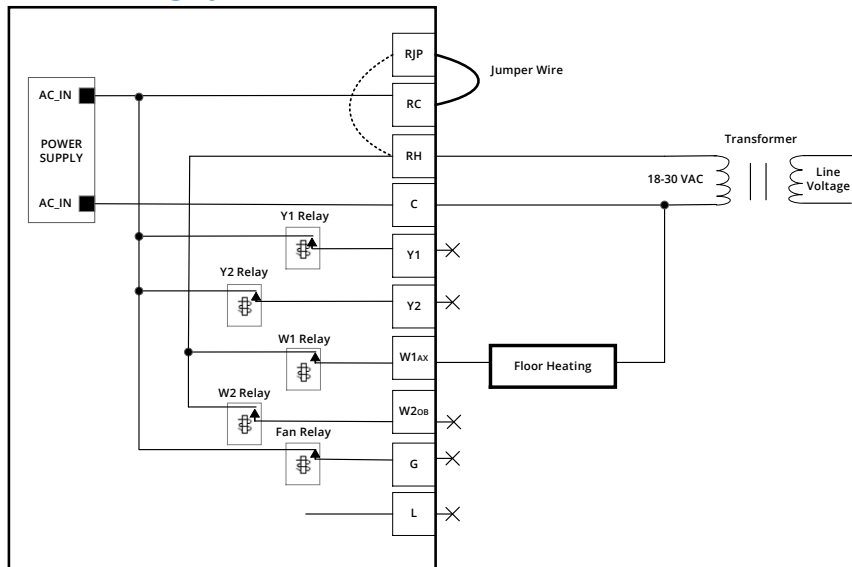 RJP
Jumper Wire
AC_IN
RC
POWER
SUPPLY
RH
Transformer
18-30 VAC
Line
Voltage
AC_IN
C
Y1 Relay
Y1
Y2 Relay
Y2
W1 Relay
W1AX
Floor Heating
W2 Relay
W2OB
Fan Relay
G
L